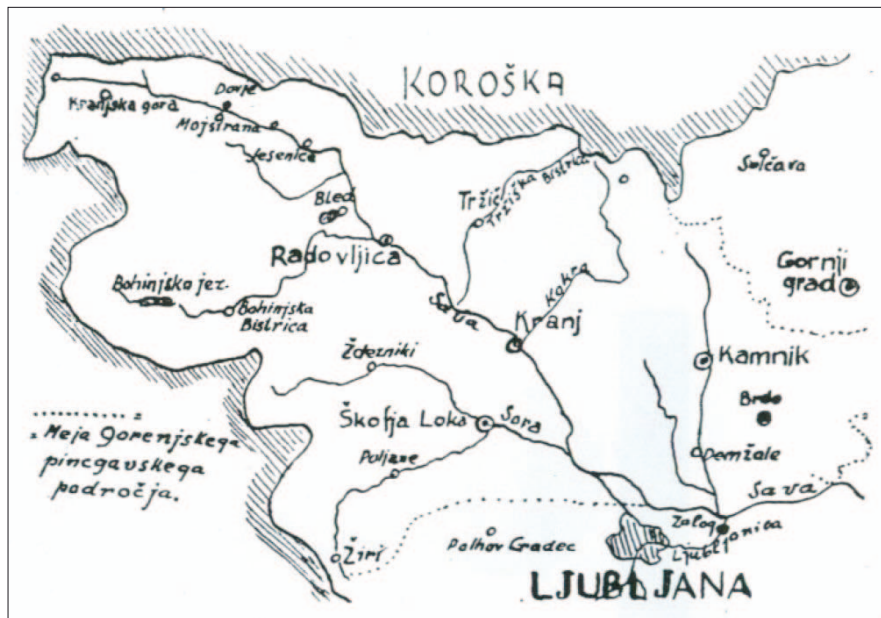 KOROŠKA
Dovje
Kranjska gora
Mojstrana
Jesenice
Solčava
Tržič
Tržiška Bistrica
Bled
Radovljica
Gornji
grad
Bohinjska jez.
Bohinjska
Bistrica
Sava
Kokra
Kranj
Kamnik
Brdo
Škofja Loka
Sora
= Meja gorenjskega
pincgavskega
področja.
Poljane
Domžale
Sava
Žiri
Polhov Gradec
Zalog
Ljubljanica
LJUBLJANA